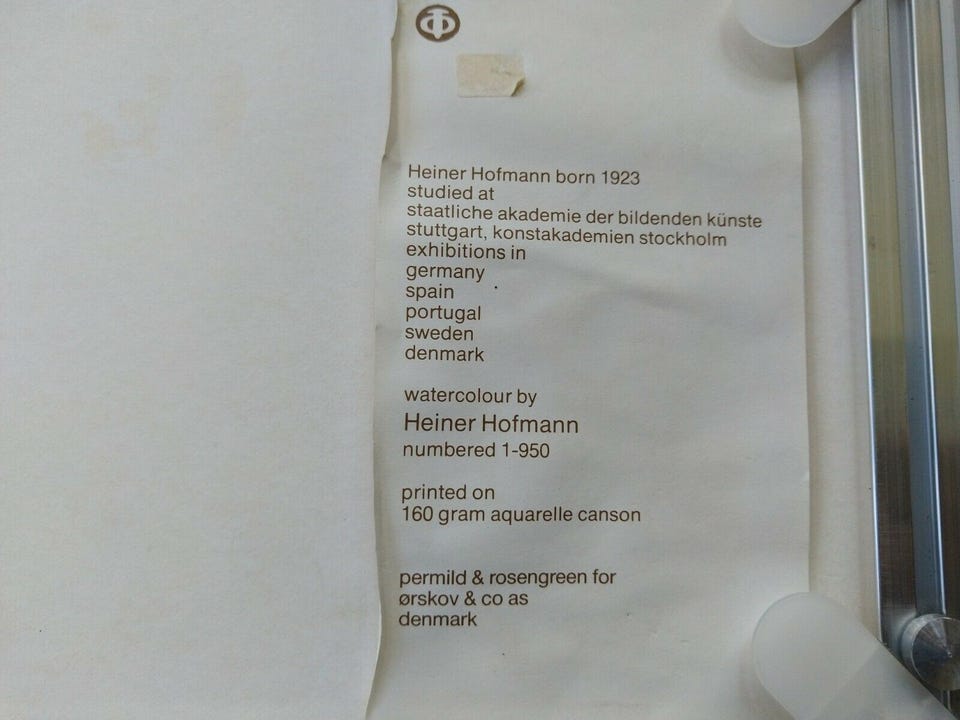 Heiner Hofmann born 1923
studied at
staatliche akademie der bildenden künste
stuttgart, konstakademien stockholm
exhibitions in
germany
spain
portugal
sweden
denmark
watercolour by
Heiner Hofmann
numbered 1-950
printed on
160 gram aquarelle canson
permild & rosengreen for
ørskov & co as
denmark